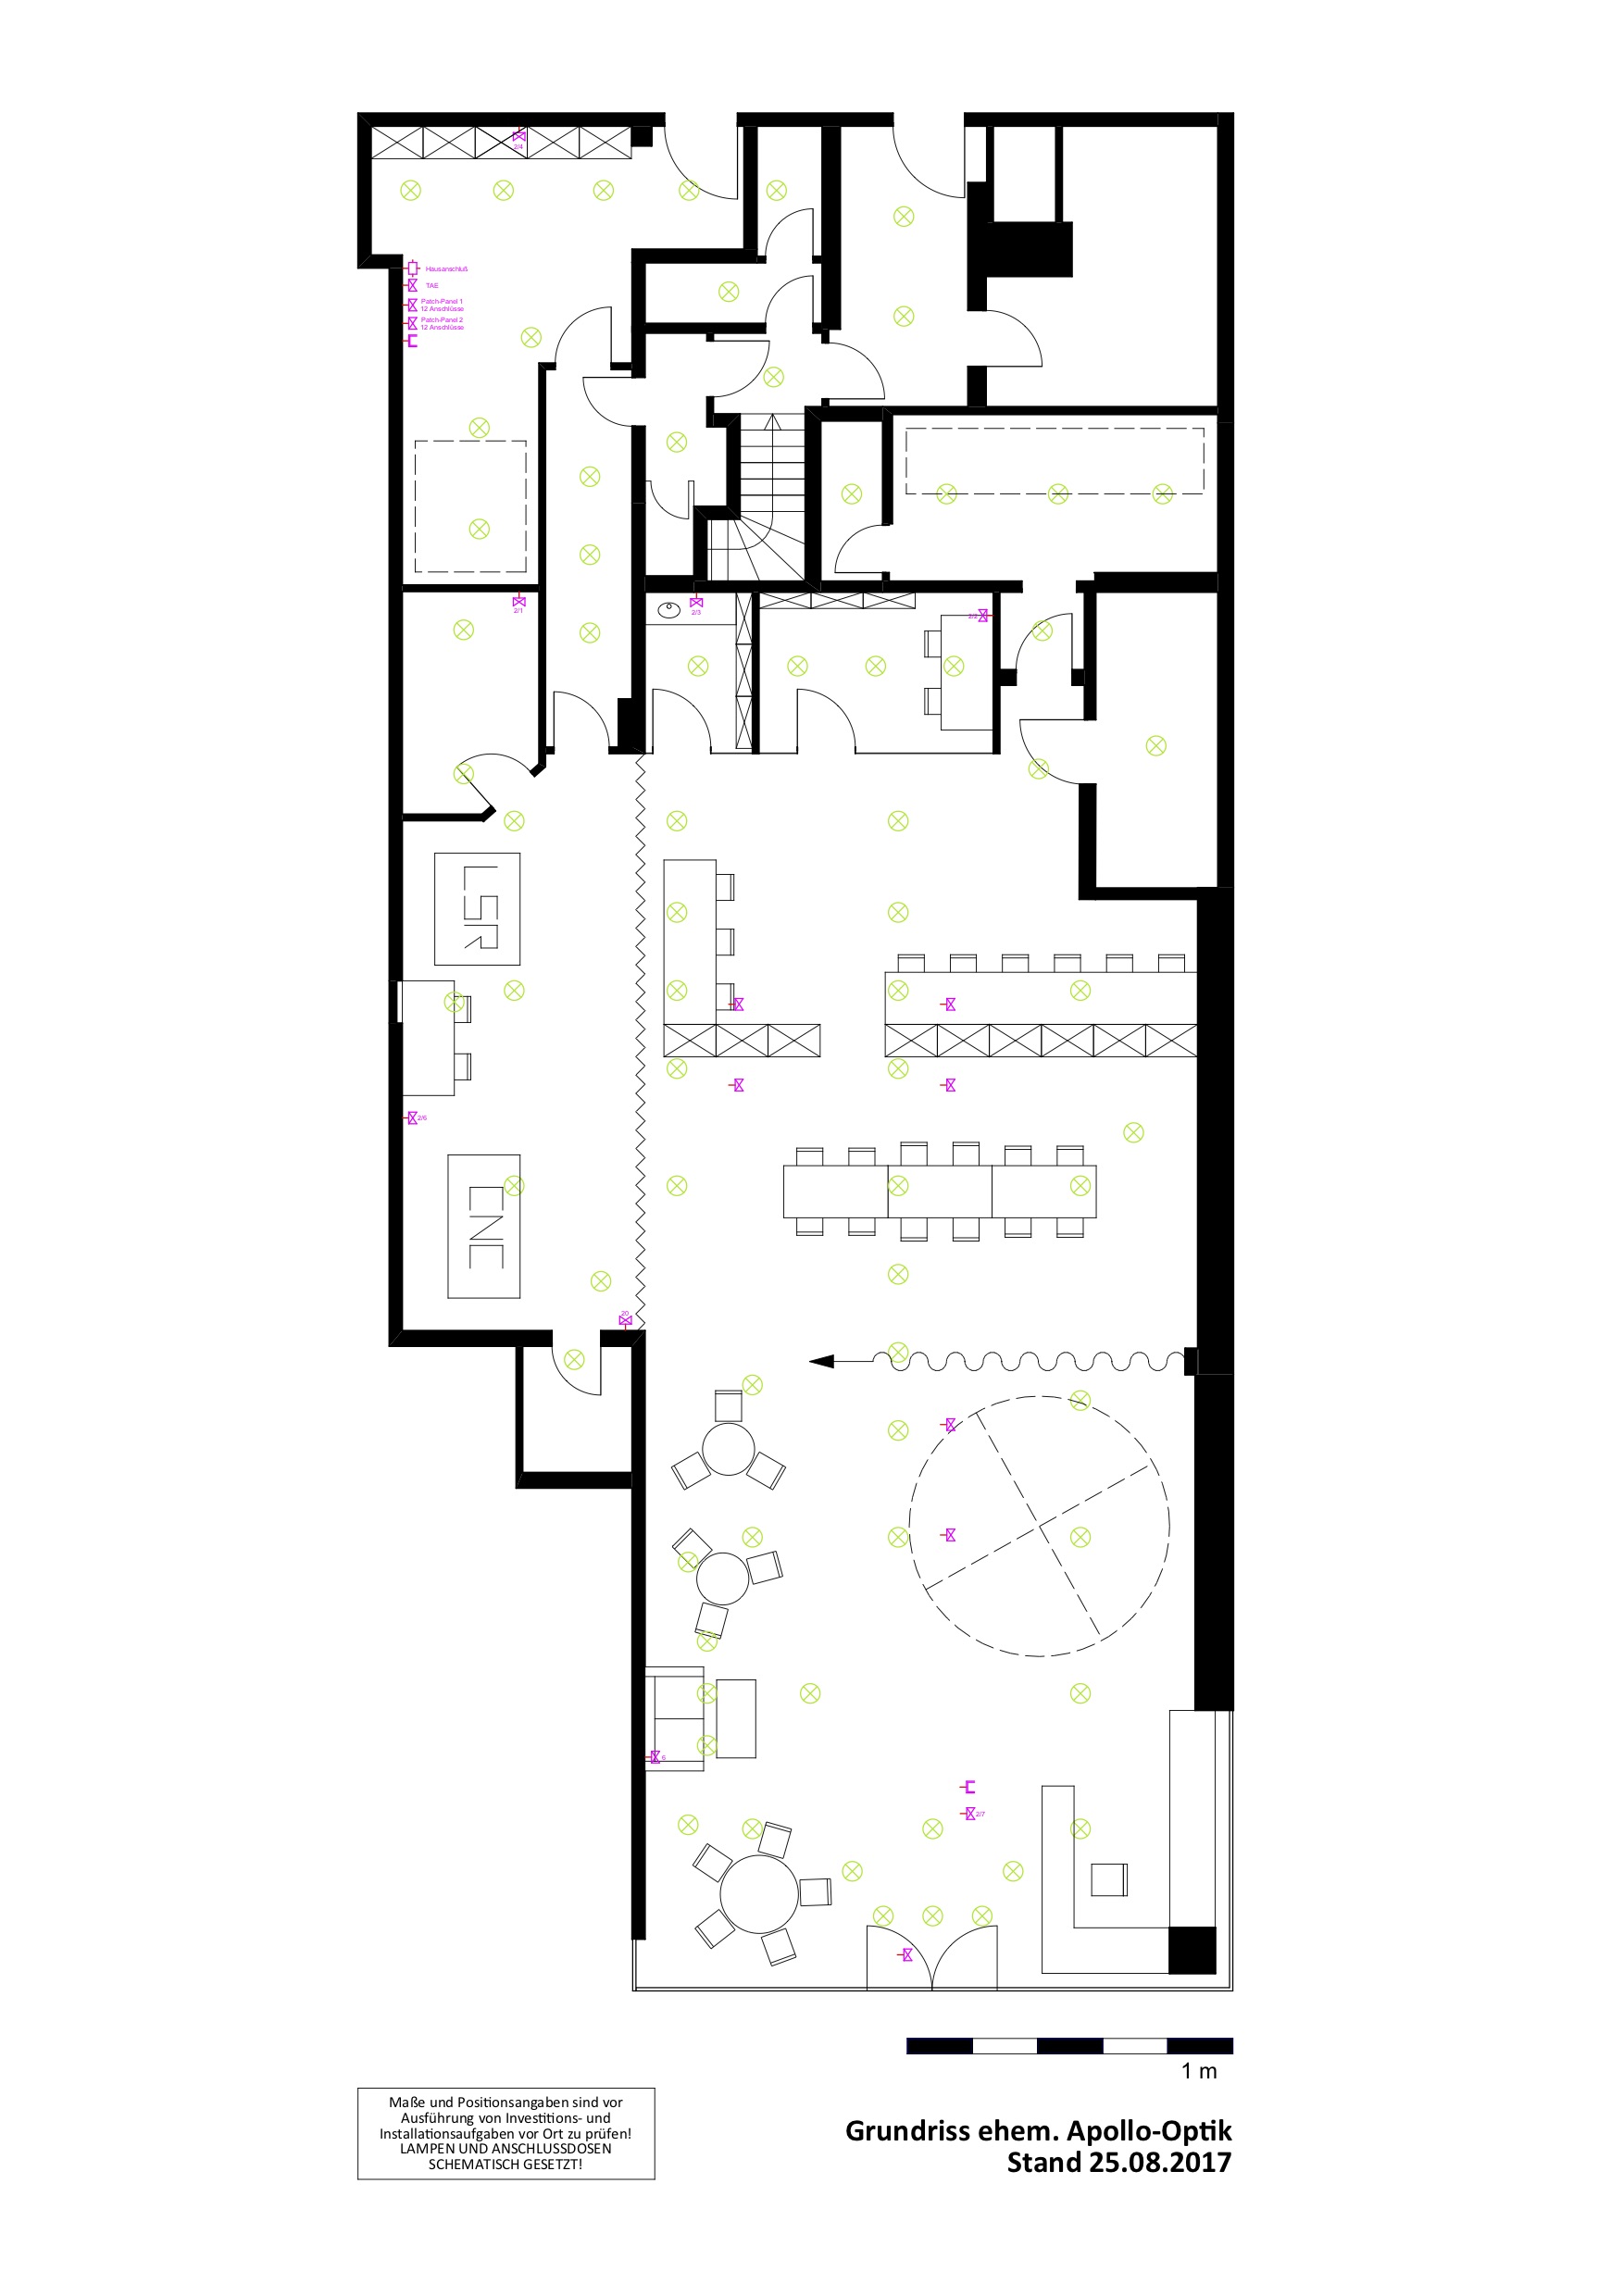 2/4
Hausanschluß
TAE
Patch-Panel 1
12 Anschlüsse
Patch-Panel 2
12 Anschlüsse
2/1
2/3
2/2
LSR
2/6
CNC
20
6
2/7
1 m
Maße und Positionsangaben sind vor
Ausführung von Investitions- und
Installationsaufgaben vor Ort zu prüfen!
LAMPEN UND ANSCHLUSSDOSEN
SCHEMATISCH GESETZT!
Grundriss ehem. Apollo-Optik
Stand 25.08.2017